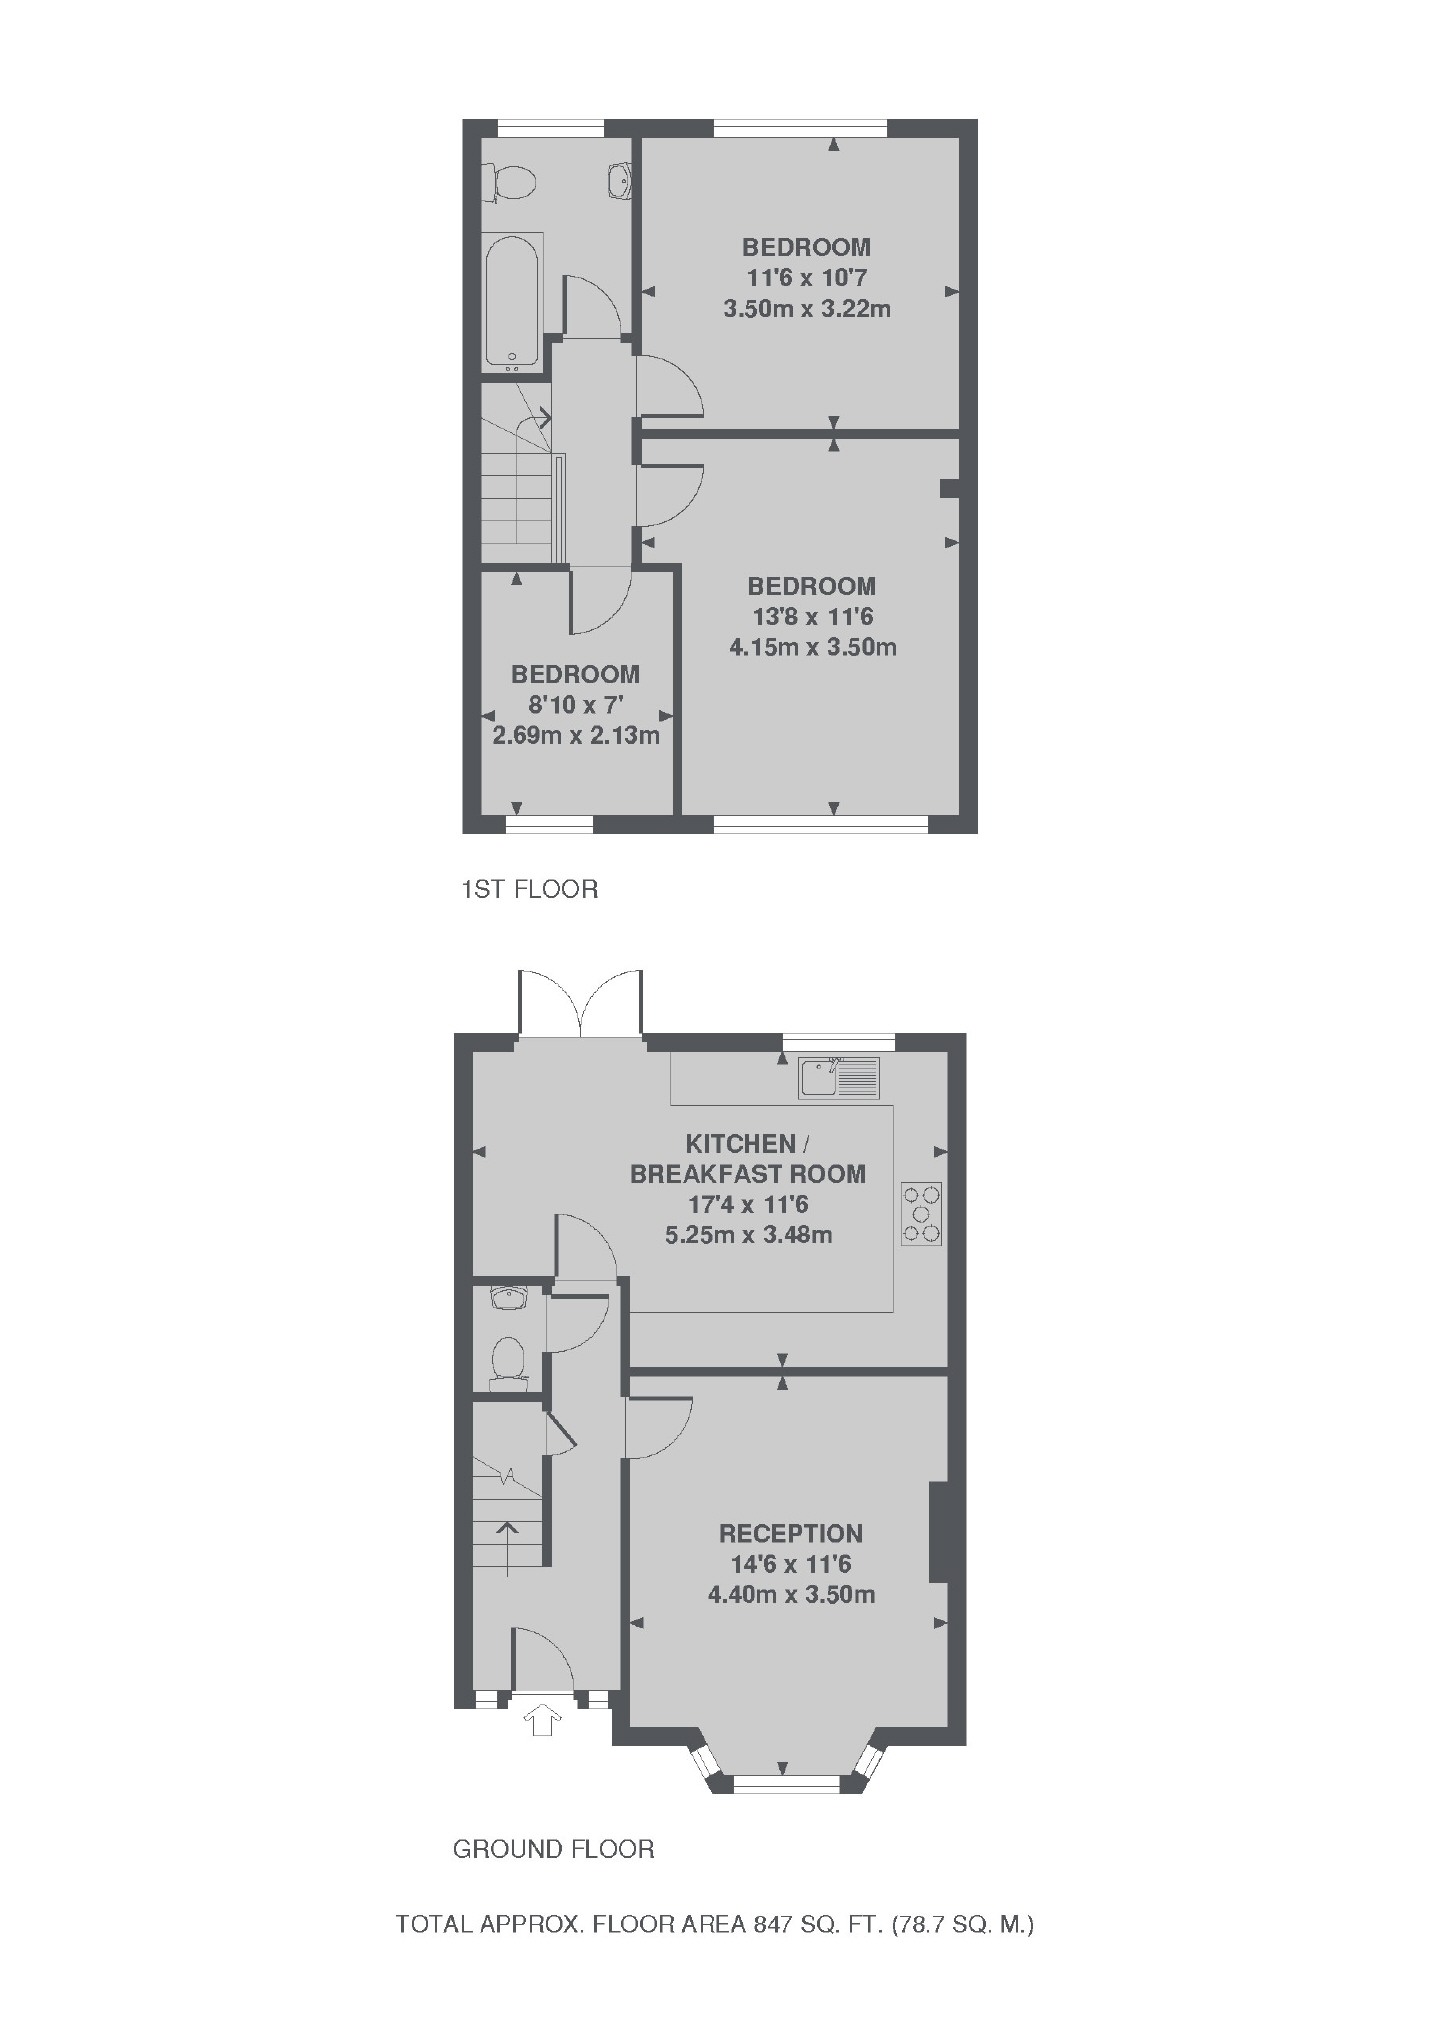 BEDROOM
11'6 x 10'7
3.50m x 3.22m
BEDROOM
13'8 x 11'6
4.15m x 3.50m
BEDROOM
8'10 x 7'
2.69m x 2.13m
1ST FLOOR
KITCHEN /
BREAKFAST ROOM
17'4 x 11'6
5.25m x 3.48m
RECEPTION
14'6 x 11'6
4.40m x 3.50m
GROUND FLOOR
TOTAL APPROX. FLOOR AREA 847 SQ. FT. (78.7 SQ. M.)